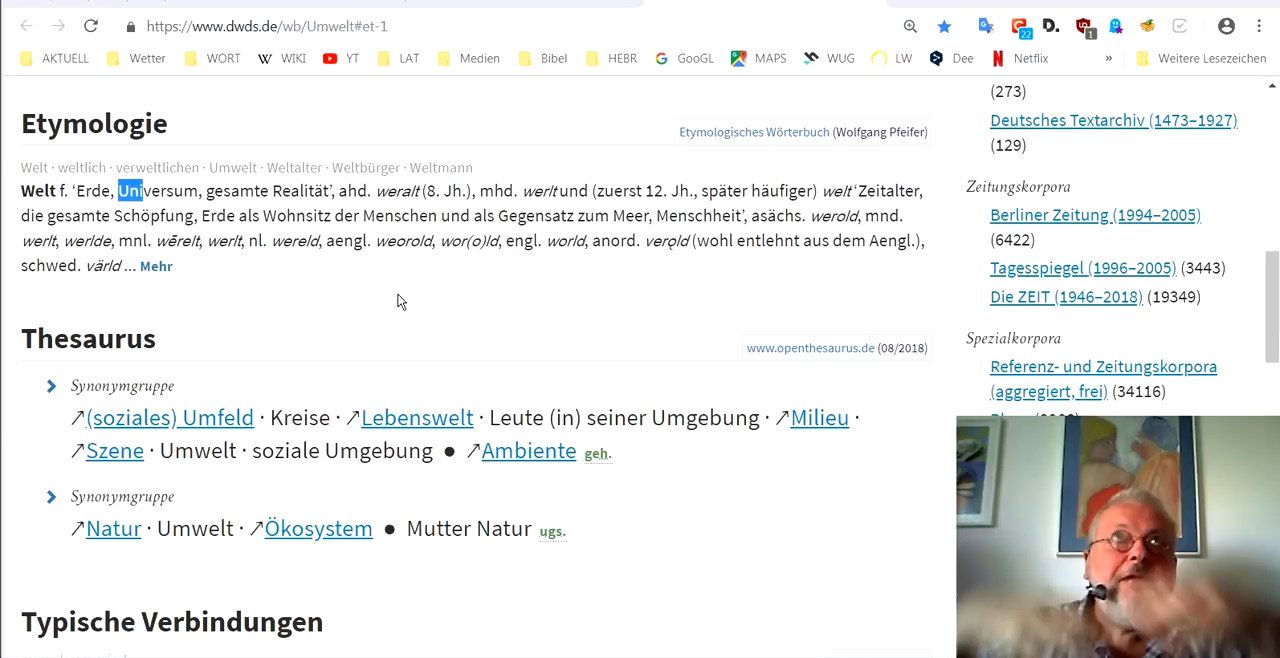 https://www.dwds.de/wb/Umwelt#et-1
22
D.
1
AKTUELL Wetter WORT W WIKI YT LAT Medien Bibel HEBR G GooGL MAPS WUG LW Dee N Netflix » Weitere Lesezeichen
Etymologie
Etymologisches Wörterbuch (Wolfgang Pfeifer)
Welt · weltlich · verweltlichen · Umwelt · Weltalter · Weltbürger · Weltmann
Welt f. ‘Erde, Universum, gesamte Realität’, ahd. weralt (8. Jh.), mhd. werlt und (zuerst 12. Jh., später häufiger) welt ‘Zeitalter,
die gesamte Schöpfung, Erde als Wohnsitz der Menschen und als Gegensatz zum Meer, Menschheit’, asächs. werold, mnd.
werlt, werlde, mnl. wērelt, werlt, nl. wereld, aengl. weorold, wor(o)ld, engl. world, anord. verǫld (wohl entlehnt aus dem Aengl.),
schwed. värld ... Mehr
Thesaurus
www.openthesaurus.de (08/2018)
Synonymgruppe
↗(soziales) Umfeld · Kreise · ↗Lebenswelt · Leute (in) seiner Umgebung · ↗Milieu ·
↗Szene · Umwelt · soziale Umgebung ● ↗Ambiente geh.
Synonymgruppe
↗Natur · Umwelt · ↗Ökosystem ● Mutter Natur ugs.
Typische Verbindungen
(273)
Deutsches Textarchiv (1473–1927)
(129)
Zeitungskorpora
Berliner Zeitung (1994–2005)
(6422)
Tagesspiegel (1996–2005) (3443)
Die ZEIT (1946–2018) (19349)
Spezialkorpora
Referenz- und Zeitungskorpora
(aggregiert, frei) (34116)